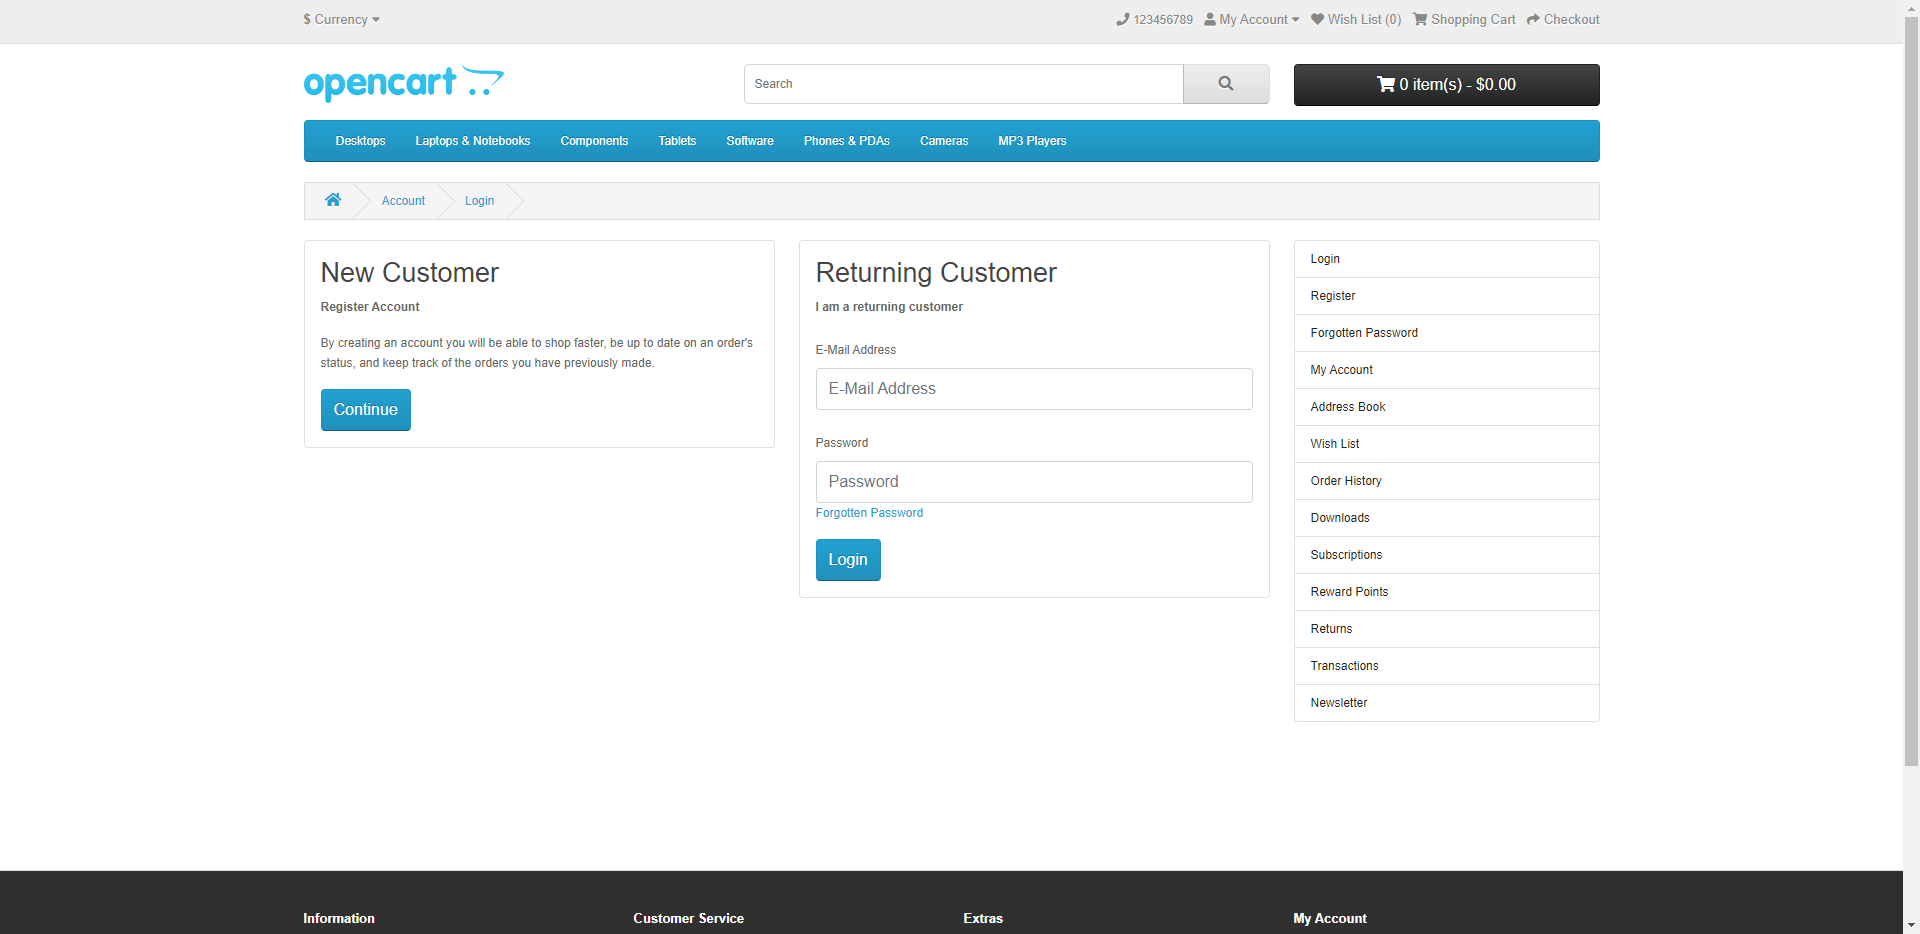 $ Currency
123456789 My Account Wish List (0) Shopping Cart Checkout
opencart
Search
0 item(s) - $0.00
Desktops Laptops & Notebooks Components Tablets Software Phones & PDAs Cameras MP3 Players
Account Login
New Customer
Register Account
By creating an account you will be able to shop faster, be up to date on an order's
status, and keep track of the orders you have previously made.
Continue
Returning Customer
I am a returning customer
E-Mail Address
E-Mail Address
Password
Password
Forgotten Password
Login
Login
Register
Forgotten Password
My Account
Address Book
Wish List
Order History
Downloads
Subscriptions
Reward Points
Returns
Transactions
Newsletter
Information Customer Service Extras My Account